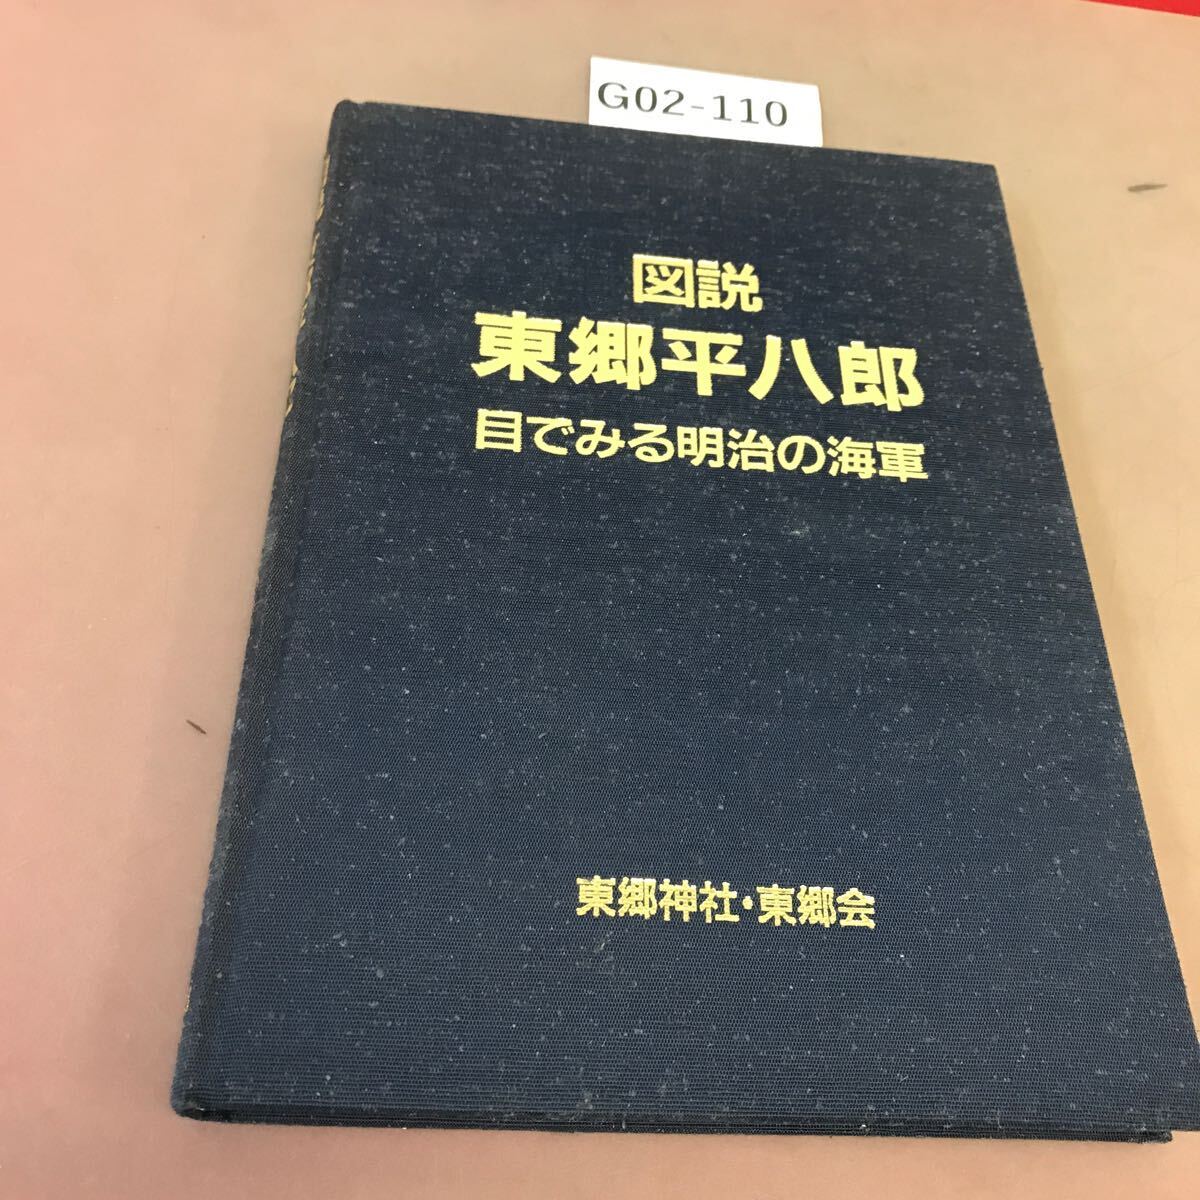 G02-110
図説
東郷平八郎
目でみる明治の海軍
東郷神社・東郷会